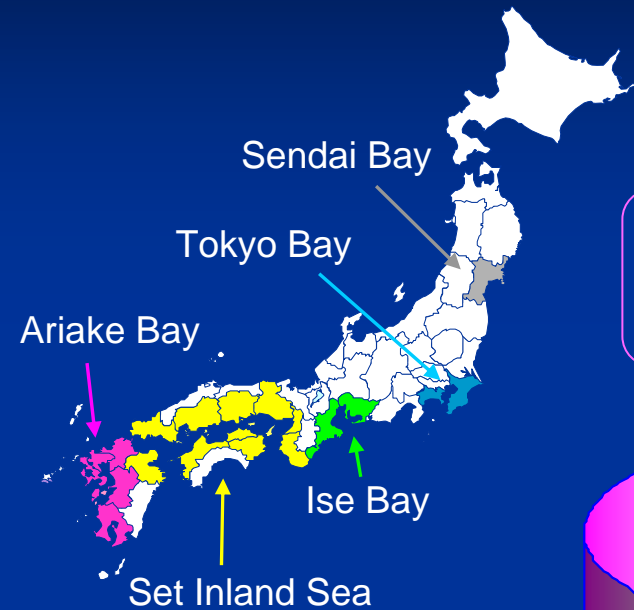 Sendai Bay
Tokyo Bay
Ariake Bay
Ise Bay
Set Inland Sea